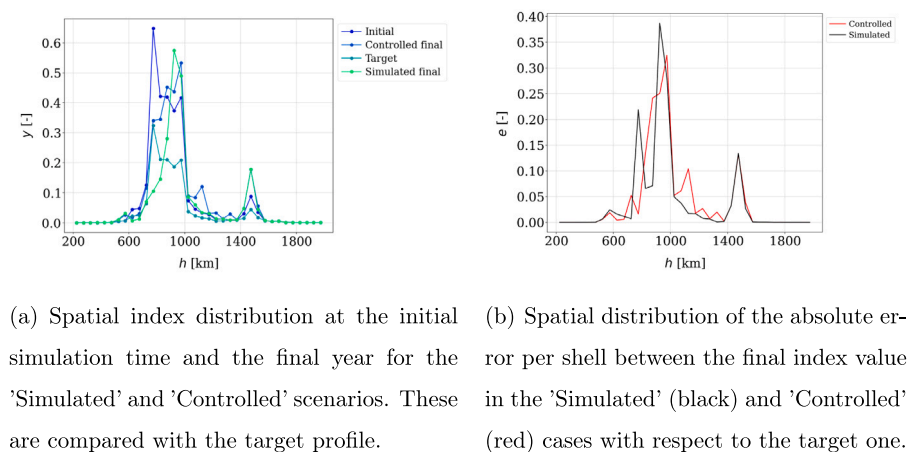 Initial
Controlled final
Target
Simulated final
0.6
0.5
0.4
0.3
0.2
0.1
0.0
y [-]
200 600 1000 1400 1800
h [km]
Controlled
Simulated
0.40
0.35
0.30
0.25
0.20
0.15
0.10
0.05
0.00
e [-]
200 600 1000 1400 1800
h [km]
(a) Spatial index distribution at the initial
simulation time and the final year for the
'Simulated' and 'Controlled' scenarios. These
are compared with the target profile.
(b) Spatial distribution of the absolute er-
ror per shell between the final index value
in the 'Simulated' (black) and 'Controlled'
(red) cases with respect to the target one.